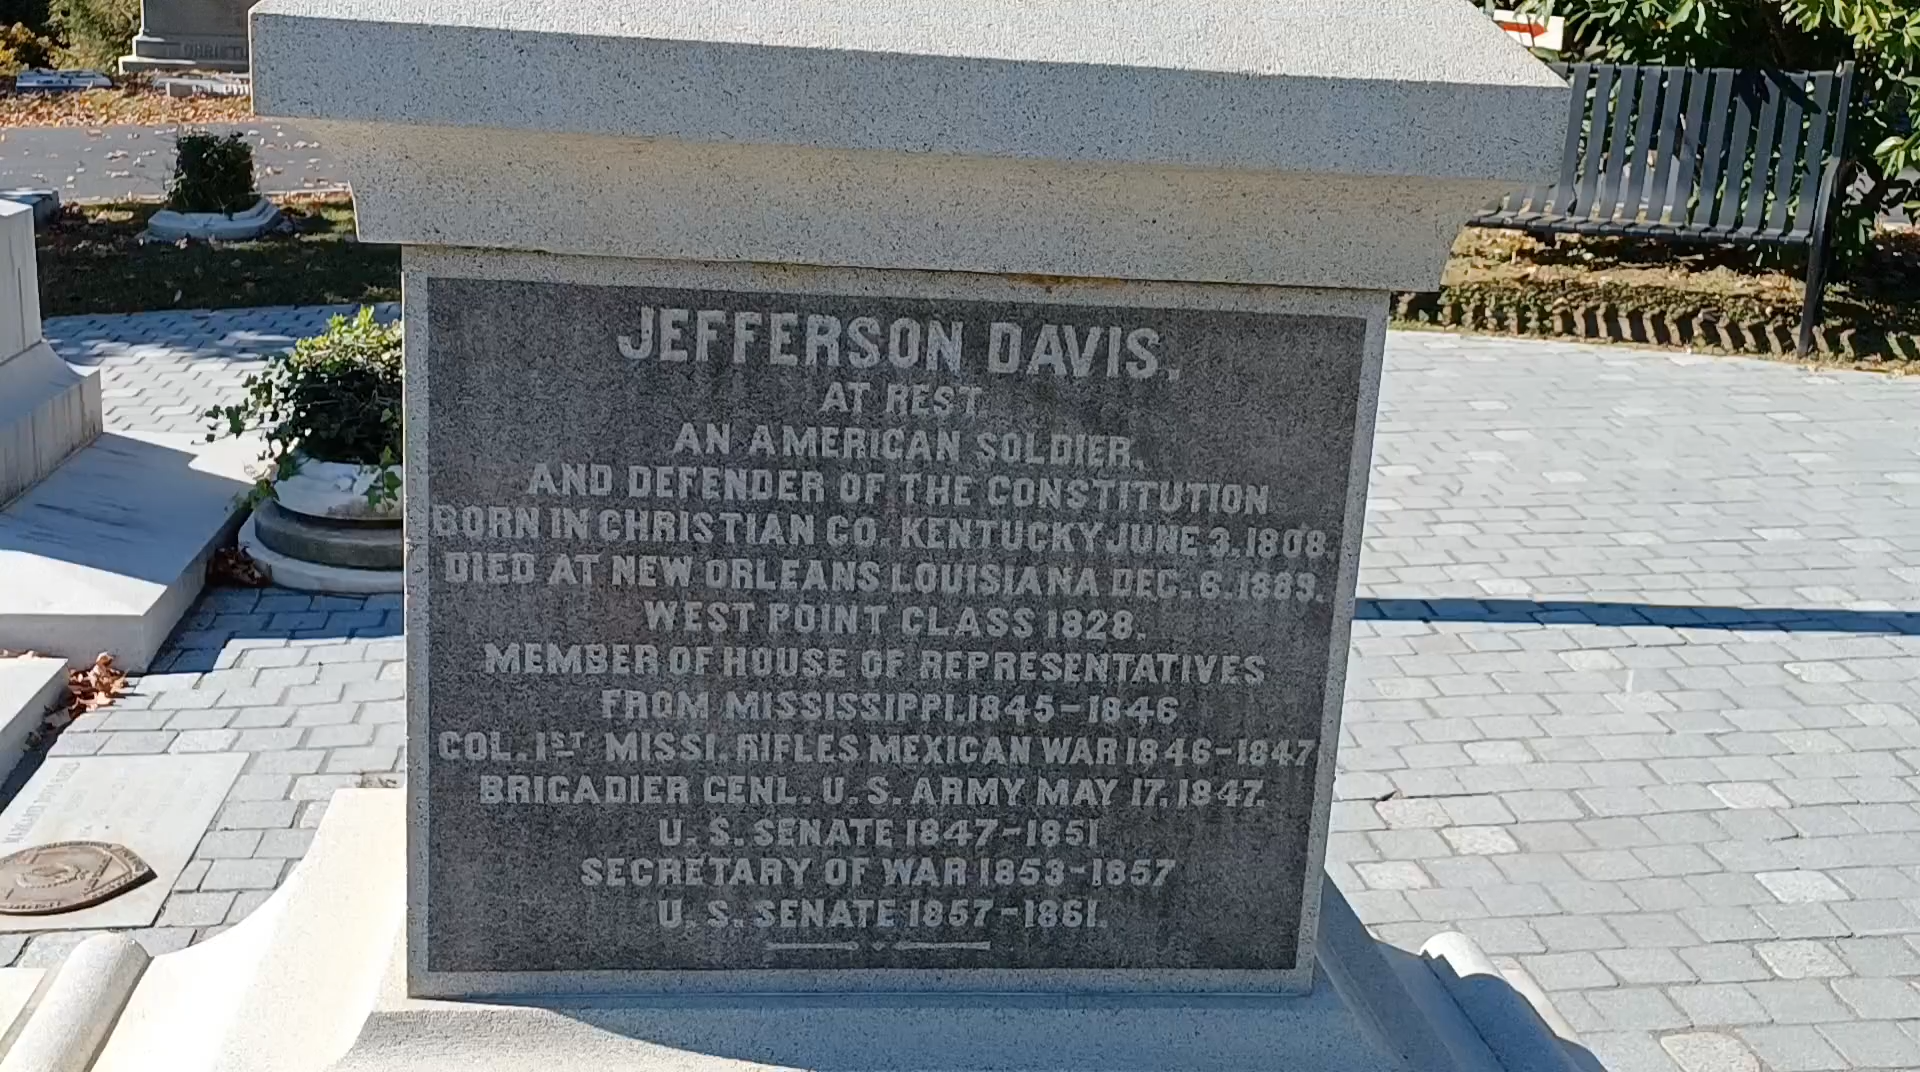 JEFFERSON DAVIS.
AT REST
AN AMERICAN SOLDIER,
AND DEFENDER OF THE CONSTITUTION
BORN IN CHRISTIAN CO. KENTUCKY JUNE 3.1808.
DIED AT NEW ORLEANS LOUISIANA DEC. 6.1889.
WEST POINT CLASS 1828.
MEMBER OF HOUSE OF REPRESENTATIVES
FROM MISSISSIPPI.1845-1846
COL. 1ST MISSI. RIFLES MEXICAN WAR 1846-1847
BRIGADIER GENL. U. S. ARMY MAY 17.1847.
U. S. SENATE 1847-1851
SECRETARY OF WAR 1853-1857
U. S. SENATE 1857-1861.